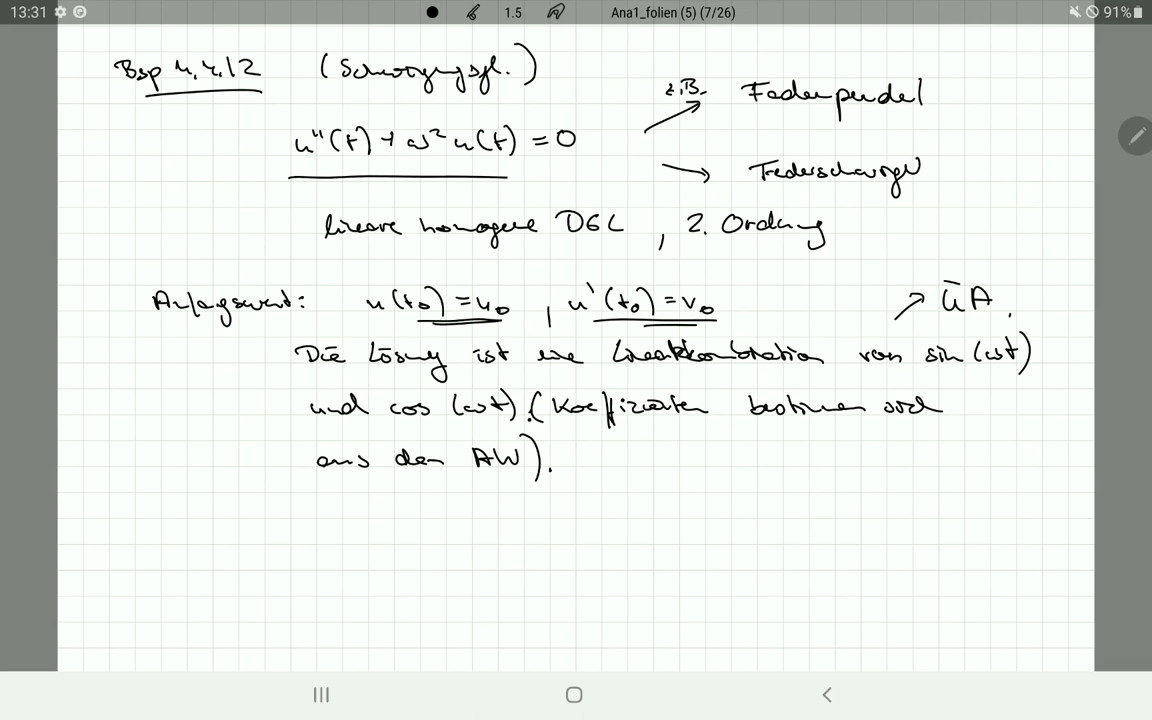 13:31
1.5
Ana1_folien (5) (7/26)
91%
Bsp 4.4.12 (Schwingungsgl.)
z.B. Fadenpendel
u''(t) + ω² u(t) = 0
Federschwinger
lineare homogene DGL, 2. Ordnung
Anfangswert: u(t₀) = u₀, u'(t₀) = v₀
ÜA.
Die Lösung ist eine Linearkombination von sin(ωt)
und cos(ωt). (Koeffizienten bestimmen sich
aus den AW).